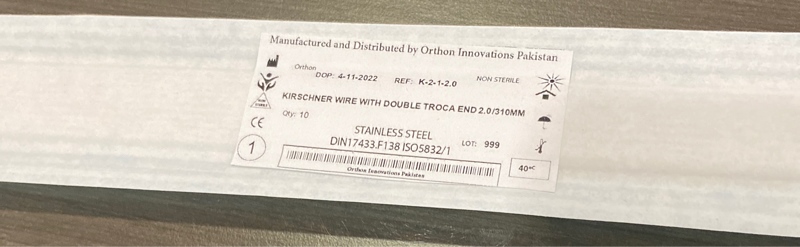 Manufactured and Distributed by Orthon Innovations Pakistan
Orthon
DOP: 4-11-2022 REF: K-2-1-2.0 NON STERILE
KIRSCHNER WIRE WITH DOUBLE TROCA END 2.0/310MM
Qty: 10
STAINLESS STEEL
DIN17433.F138 ISO5832/1 LOT: 999
CE
1
40°C
Orthon Innovations Pakistan